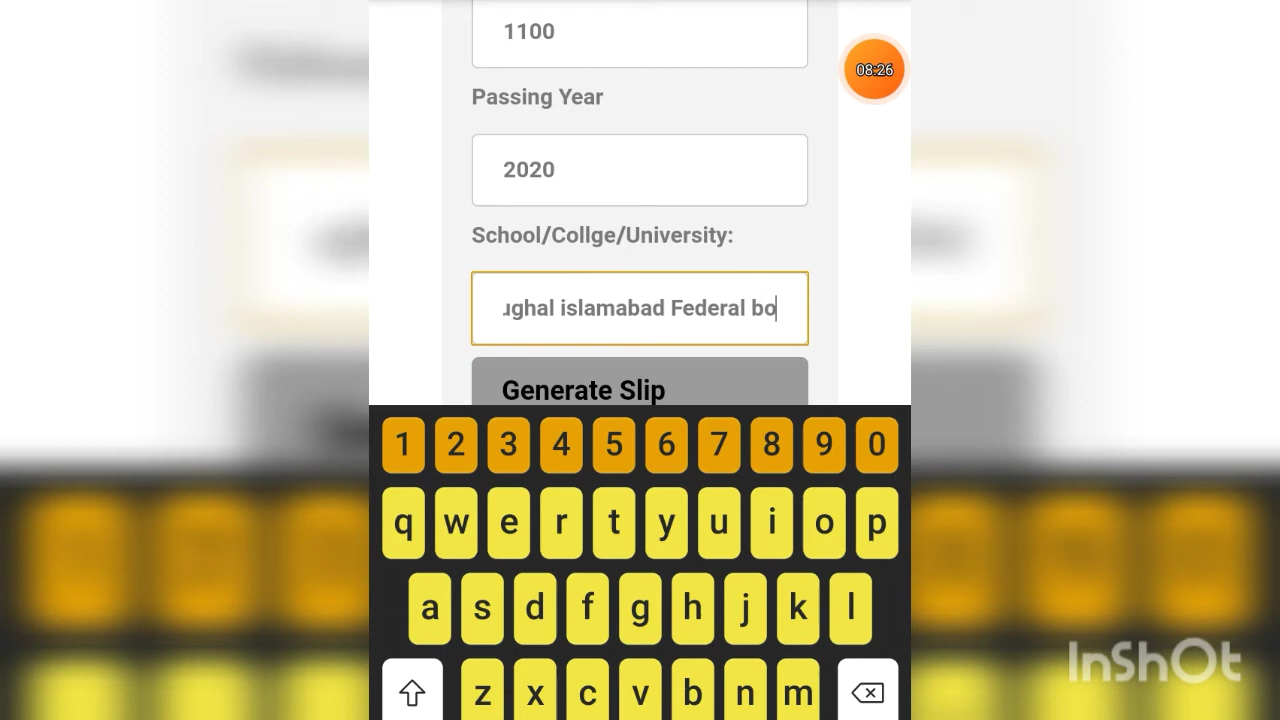 1100
08:26
Passing Year
2020
School/Collge/University:
ughal islamabad Federal bo
Generate Slip
1 2 3 4 5 6 7 8 9 0
q w e r t y u i o p
a s d f g h j k l
z x c v b n m
InShOt